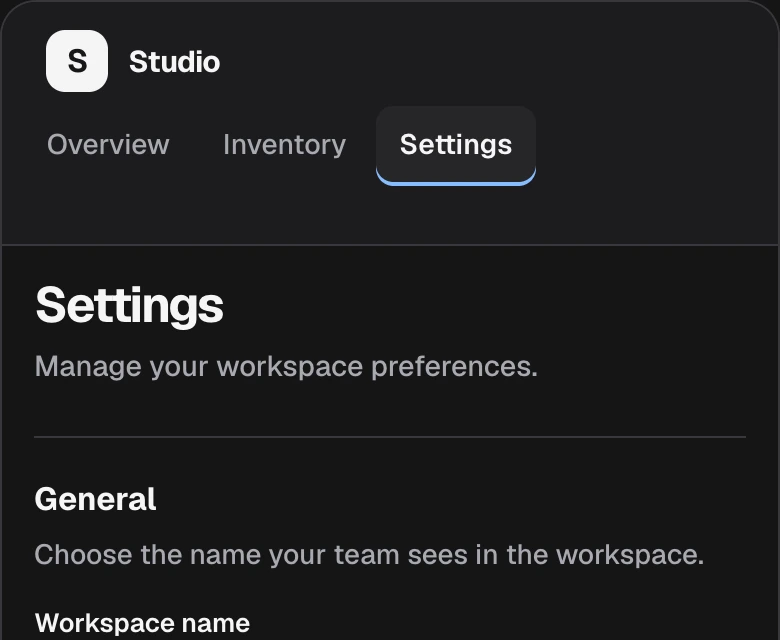 S Studio
Overview Inventory Settings
Settings
Manage your workspace preferences.
General
Choose the name your team sees in the workspace.
Workspace name